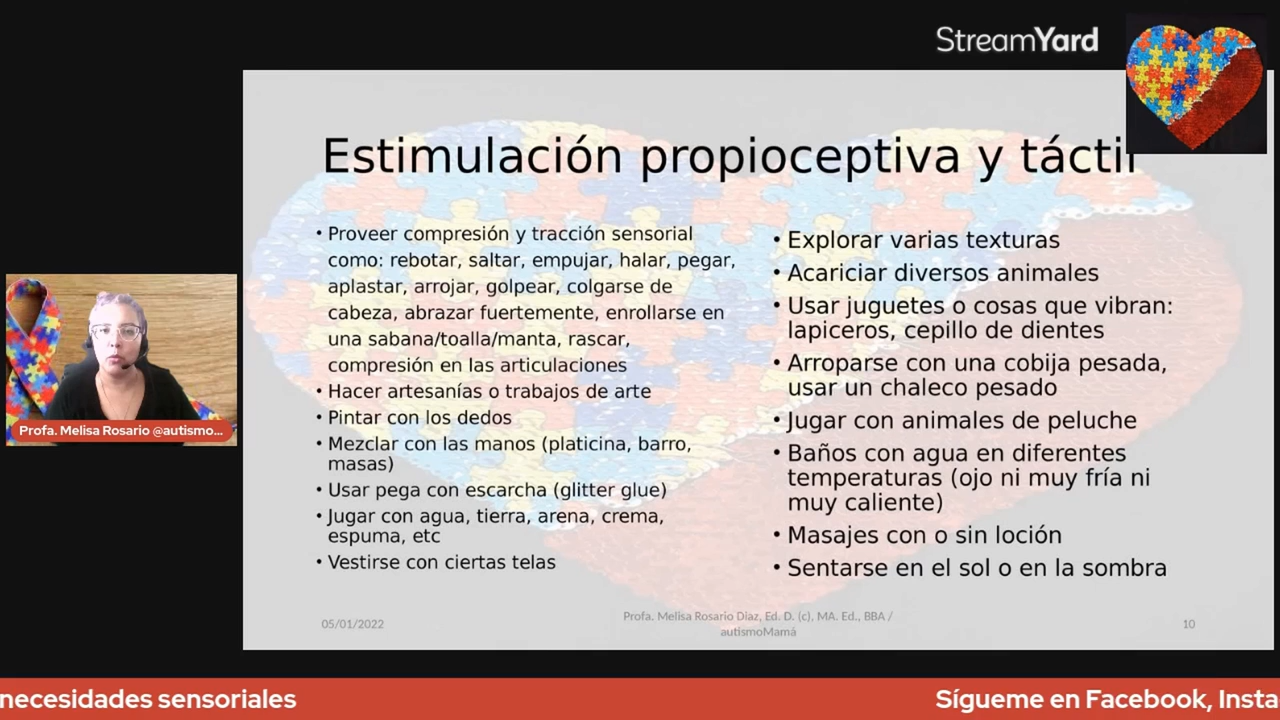 StreamYard
Estimulación propioceptiva y táctil
• Proveer compresión y tracción sensorial
como: rebotar, saltar, empujar, halar, pegar,
aplastar, arrojar, golpear, colgarse de
cabeza, abrazar fuertemente, enrollarse en
una sabana/toalla/manta, rascar,
compresión en las articulaciones
• Hacer artesanías o trabajos de arte
• Pintar con los dedos
• Mezclar con las manos (platicina, barro,
masas)
• Usar pega con escarcha (glitter glue)
• Jugar con agua, tierra, arena, crema,
espuma, etc
• Vestirse con ciertas telas
• Explorar varias texturas
• Acariciar diversos animales
• Usar juguetes o cosas que vibran:
lapiceros, cepillo de dientes
• Arroparse con una cobija pesada,
usar un chaleco pesado
• Jugar con animales de peluche
• Baños con agua en diferentes
temperaturas (ojo ni muy fría ni
muy caliente)
• Masajes con o sin loción
• Sentarse en el sol o en la sombra
05/01/2022
Profa. Melisa Rosario Diaz, Ed. D. (c), MA. Ed., BBA /
autismoMamá
10
Profa. Melisa Rosario @autismo...
necesidades sensoriales
Sígueme en Facebook, Insta